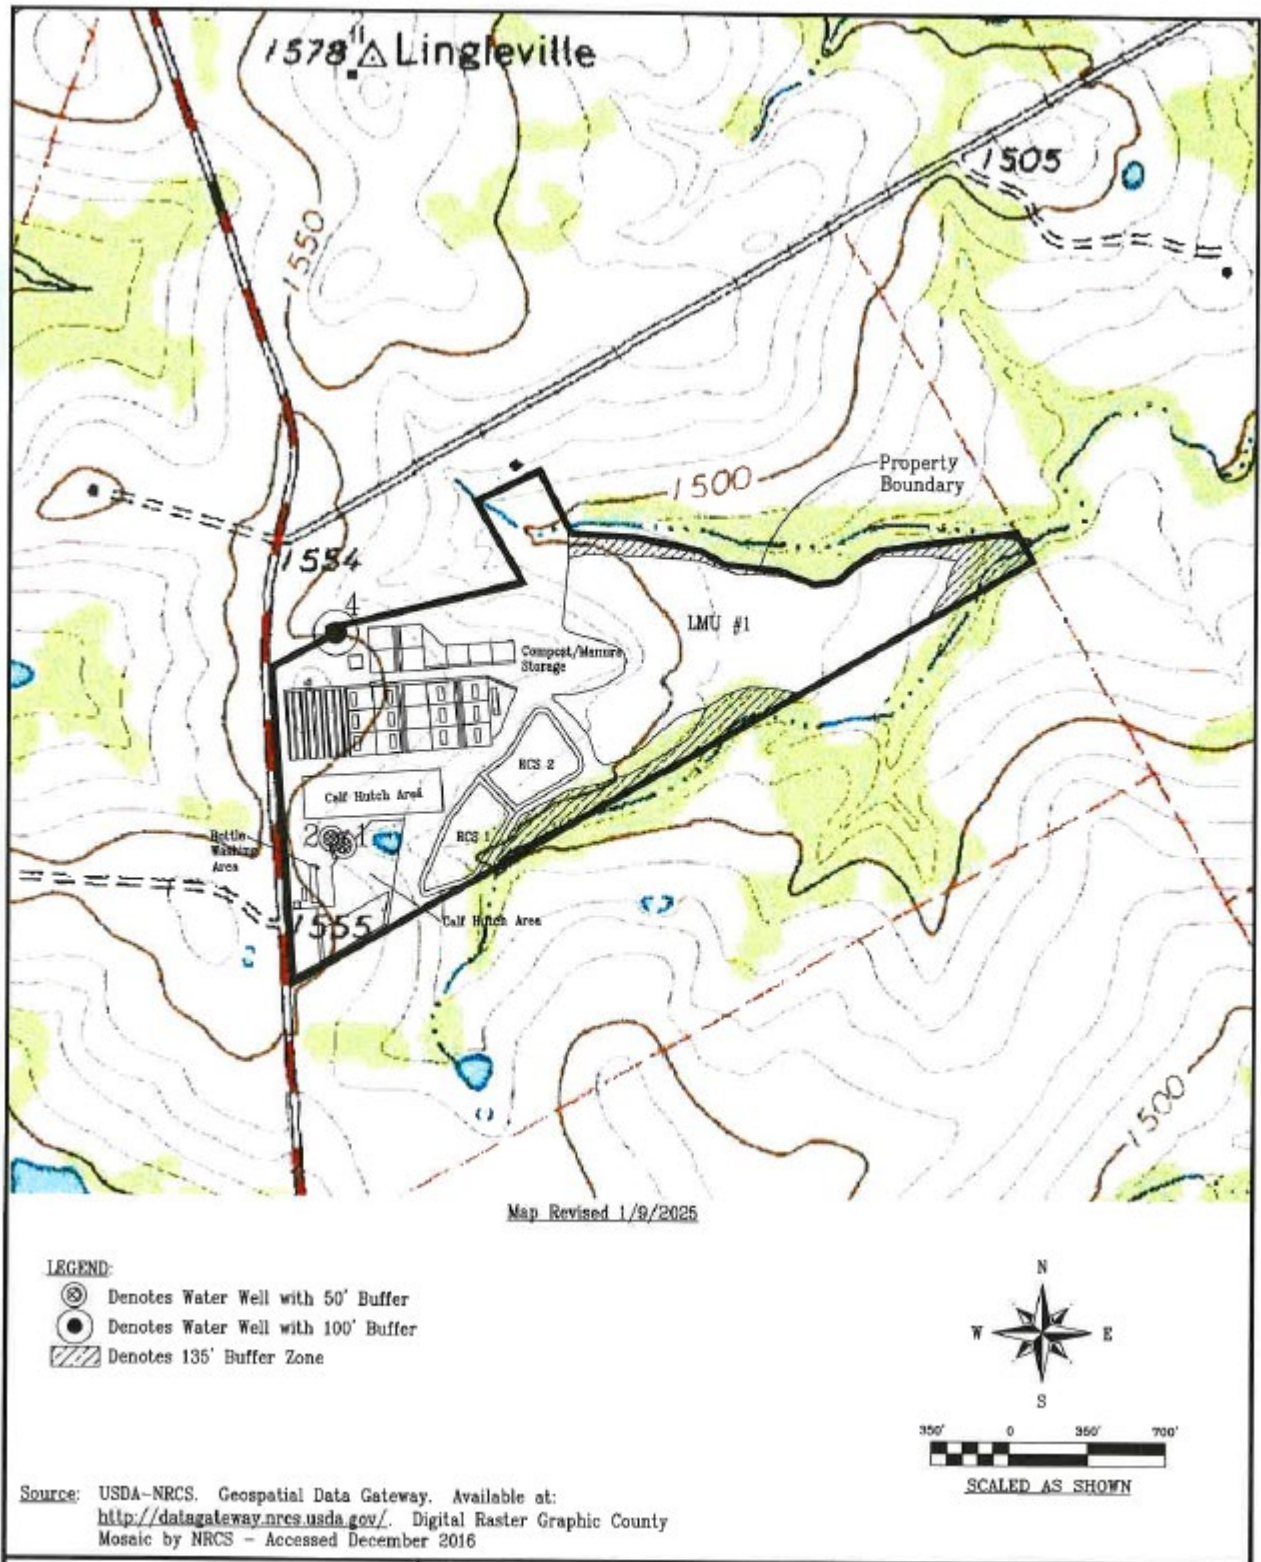 1578
11
Lingleville
1505
1550
Property
Boundary
1500
1554
4
LMU #1
Compost/Manure
Storage
RCS 2
Calf Hutch Area
2
1
RCS 1
Bottle
Washing
Area
1555
Calf Hutch Area
1500
Map Revised 1/9/2025
LEGEND:
Denotes Water Well with 50' Buffer
Denotes Water Well with 100' Buffer
Denotes 135' Buffer Zone
N
W
E
S
350' 0 350' 700'
SCALED AS SHOWN
Source: USDA-NRCS. Geospatial Data Gateway. Available at:
http://datagateway.nrcs.usda.gov/. Digital Raster Graphic County
Mosaic by NRCS - Accessed December 2016